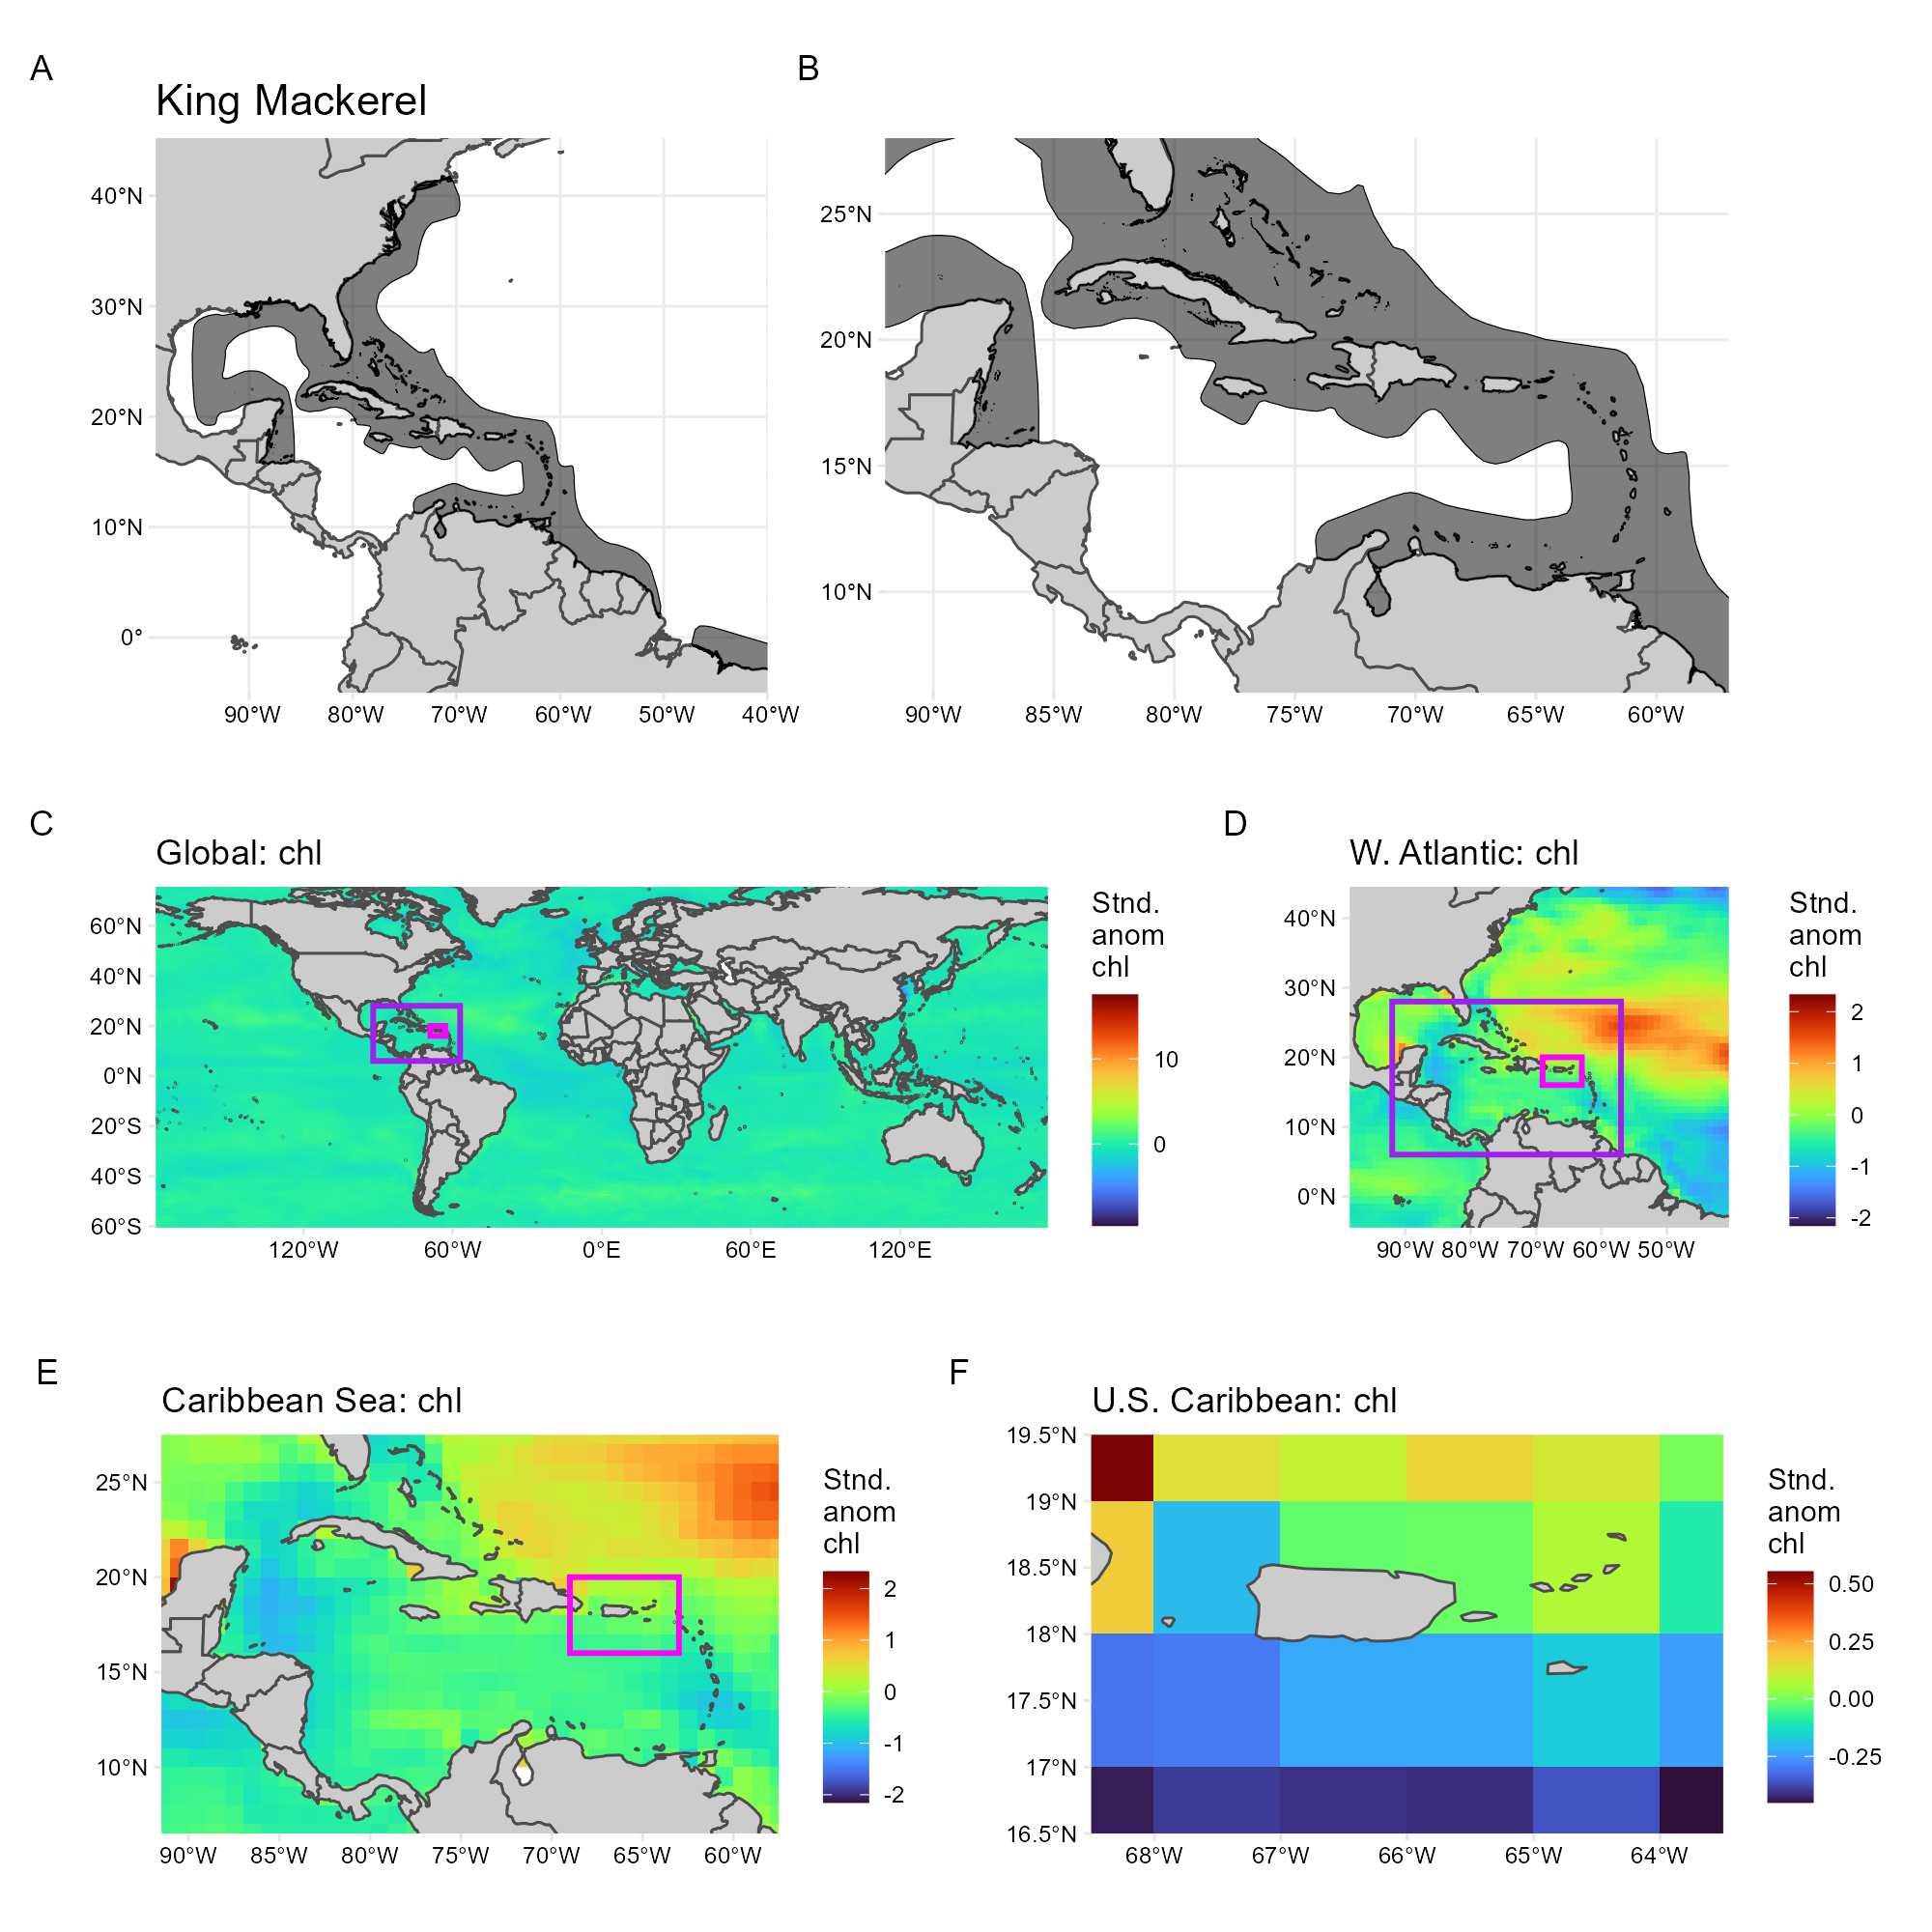 A
B
King Mackerel
40°N
30°N
20°N
10°N
0°
90°W 80°W 70°W 60°W 50°W 40°W
25°N
20°N
15°N
10°N
90°W 85°W 80°W 75°W 70°W 65°W 60°W
C
D
Global: chl
60°N
40°N
20°N
0°N
20°S
40°S
60°S
120°W 60°W 0°E 60°E 120°E
Stnd.
anom
chl
10
0
W. Atlantic: chl
40°N
30°N
20°N
10°N
0°N
90°W 80°W 70°W 60°W 50°W
Stnd.
anom
chl
2
1
0
-1
-2
E
F
Caribbean Sea: chl
25°N
20°N
15°N
10°N
90°W 85°W 80°W 75°W 70°W 65°W 60°W
Stnd.
anom
chl
2
1
0
-1
-2
U.S. Caribbean: chl
19.5°N
19°N
18.5°N
18°N
17.5°N
17°N
16.5°N
68°W 67°W 66°W 65°W 64°W
Stnd.
anom
chl
0.50
0.25
0.00
-0.25